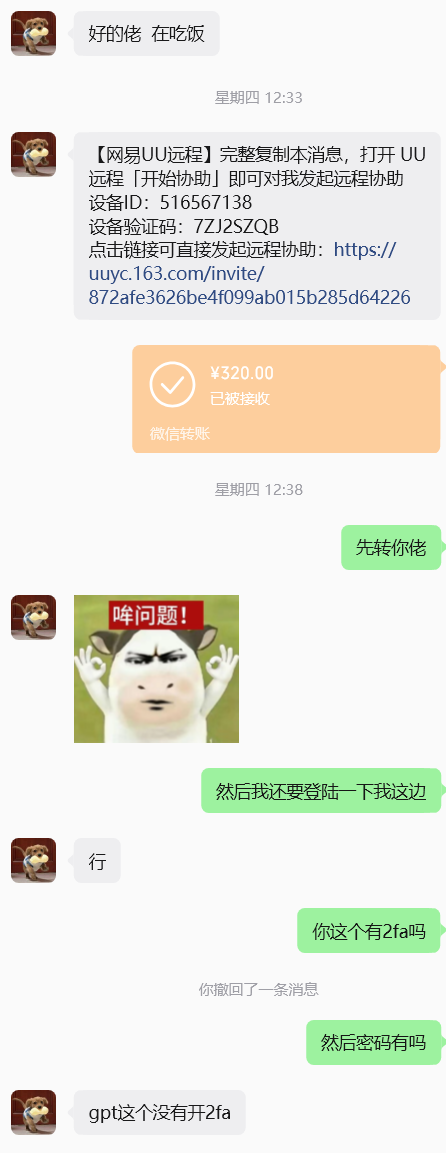 好的佬 在吃饭
星期四 12:33
【网易UU远程】完整复制本消息，打开 UU
远程「开始协助」即可对我发起远程协助
设备ID：516567138
设备验证码：7ZJ2SZQB
点击链接可直接发起远程协助：https://
uuyc.163.com/invite/
872afe3626be4f099ab015b285d64226
¥320.00
已被接收
微信转账
星期四 12:38
先转你佬
哞问题！
然后我还要登陆一下我这边
行
你这个有2fa吗
你撤回了一条消息
然后密码有吗
gpt这个没有开2fa